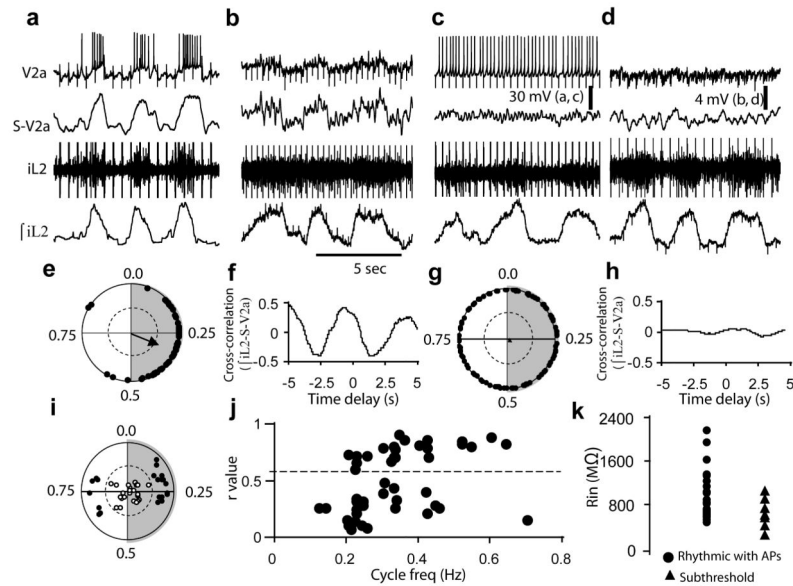 a b c d
V2a
30 mV (a, c)
4 mV (b, d)
S-V2a
iL2
∫iL2
5 sec
e f g h
0.0
0.75 0.25
0.5
Cross-correlation
(∫iL2-S-V2a)
0.5
0
-0.5
-5 -2.5 0 2.5 5
Time delay (s)
0.0
0.75 0.25
0.5
Cross-correlation
(∫iL2-S-V2a)
0.5
0
-0.5
-5 -2.5 0 2.5 5
Time delay (s)
i j k
0.0
0.75 0.25
0.5
r value
1
0.5
0
0 0.2 0.4 0.6 0.8
Cycle freq (Hz)
Rin (MΩ)
2400
1600
800
0
Rhythmic with APs
Subthreshold